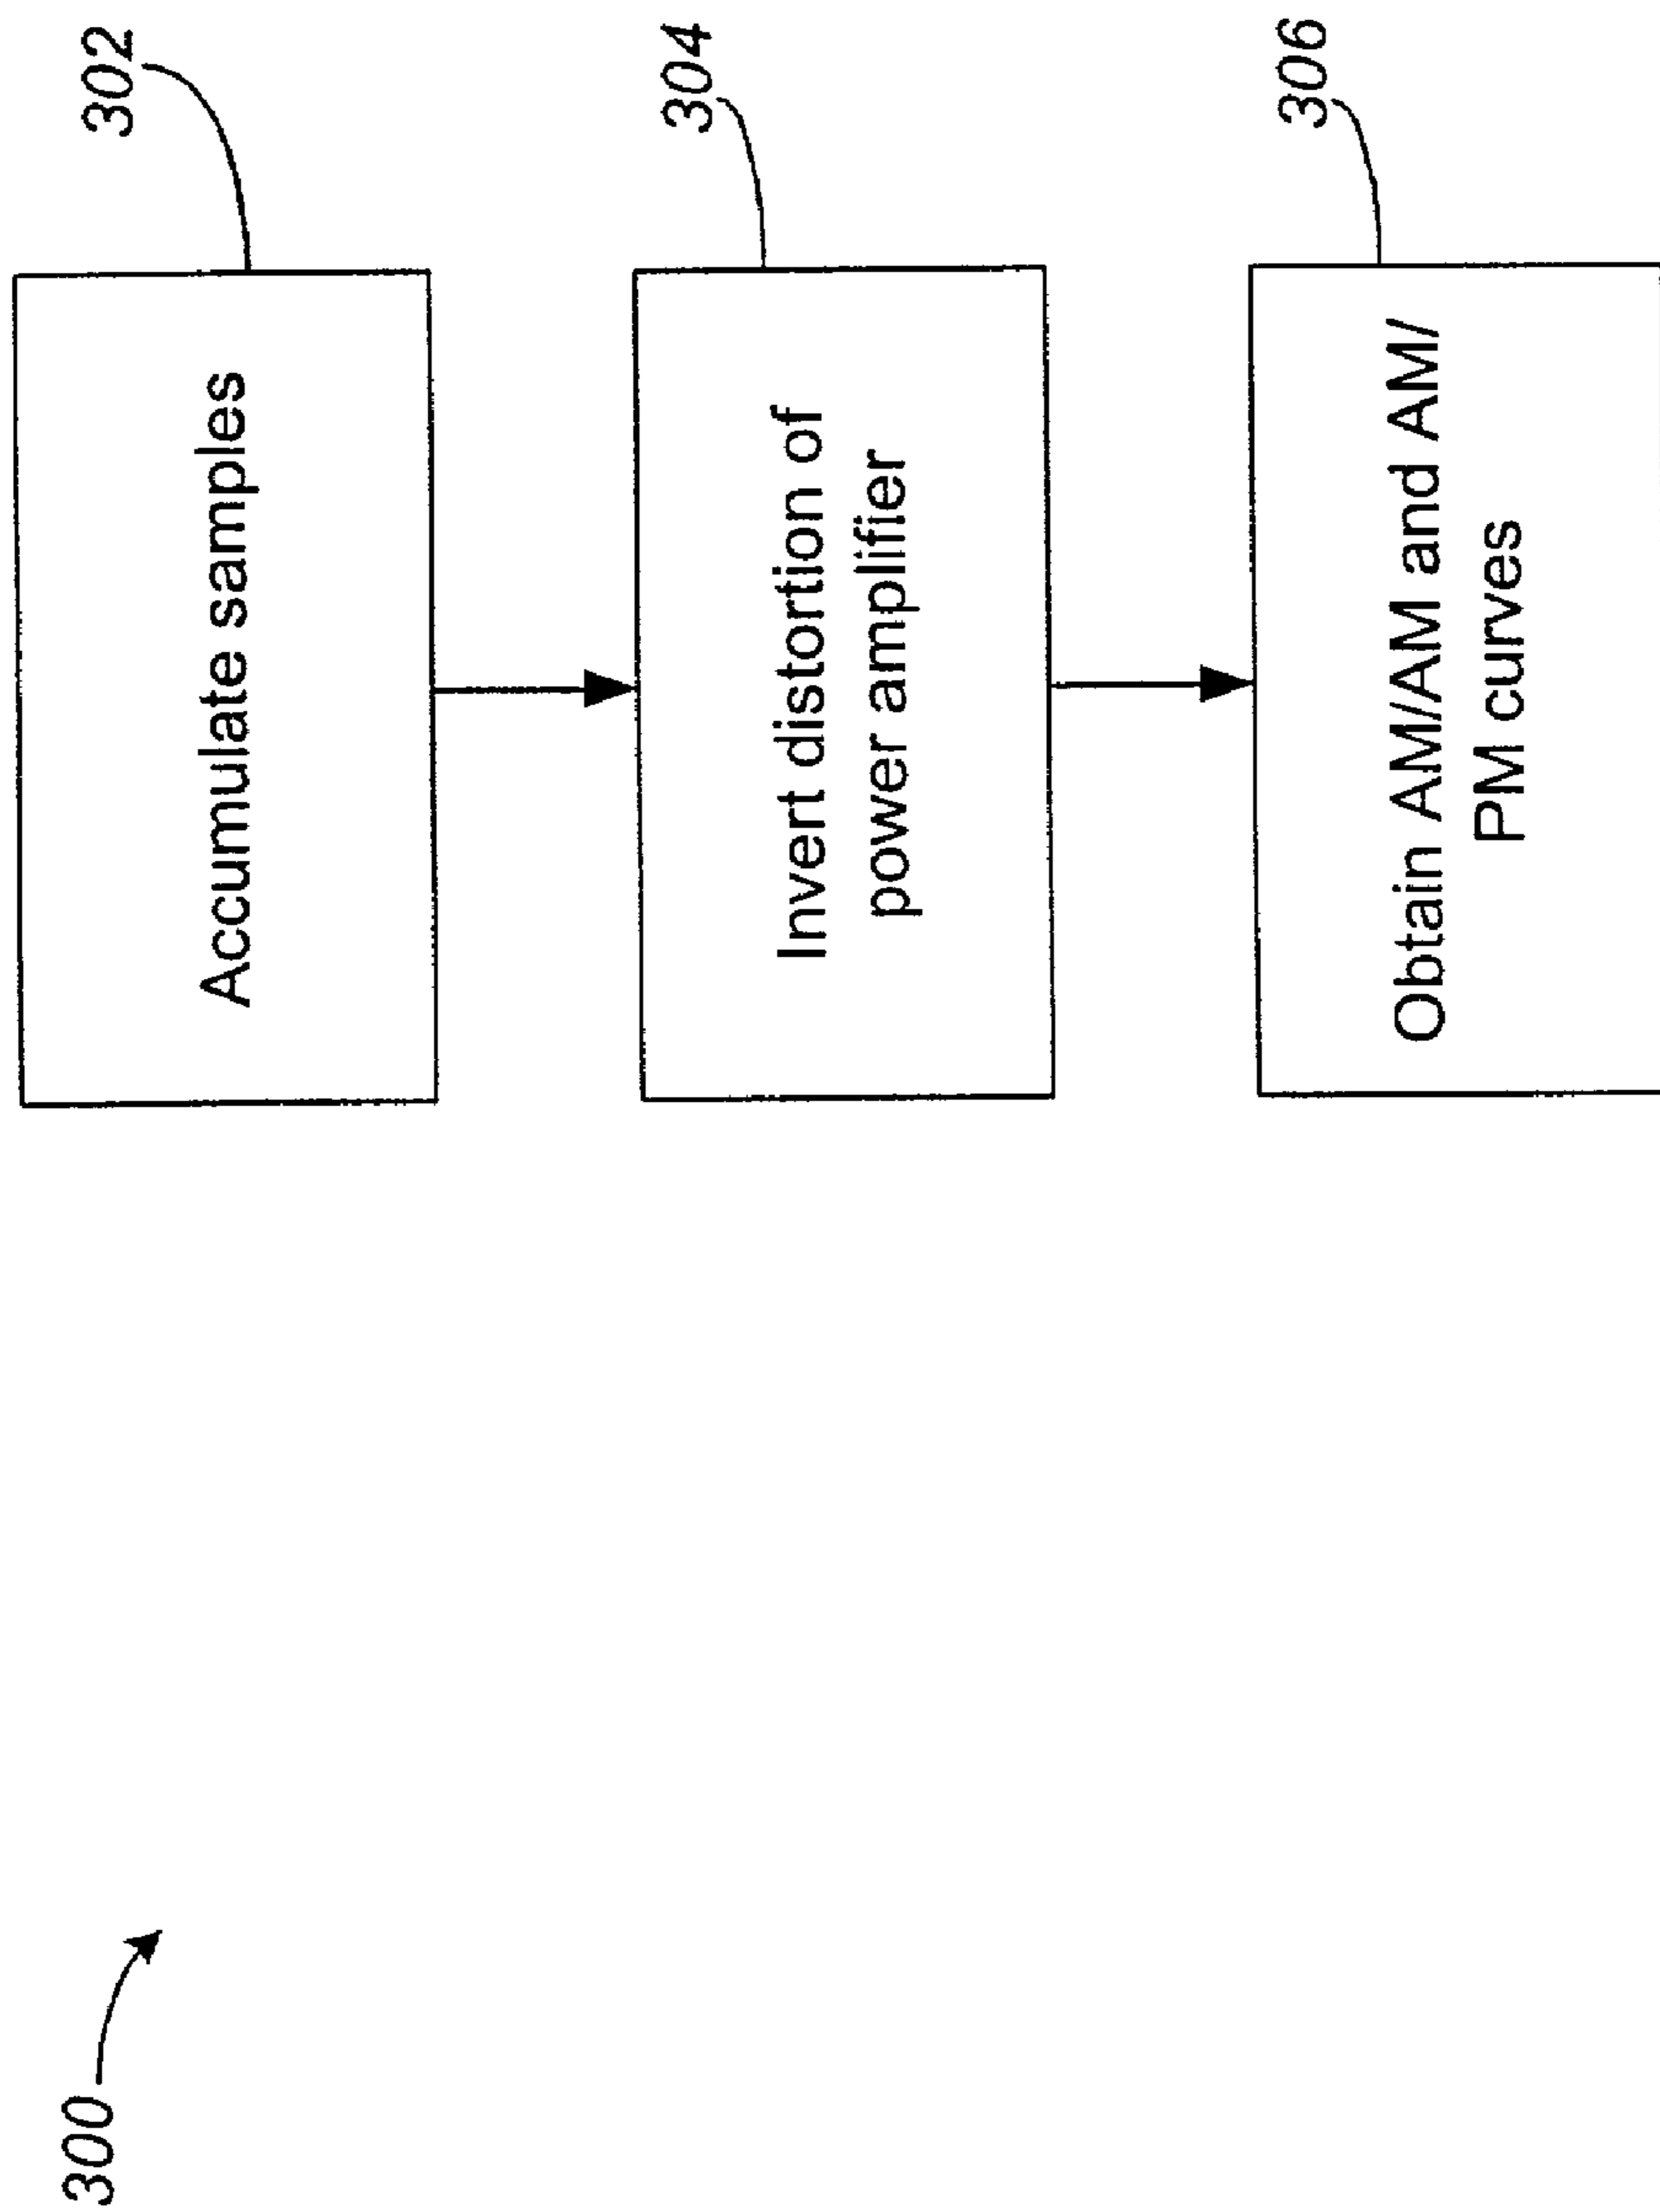 300
302
Accumulate samples
304
Invert distortion of
power amplifier
306
Obtain AM/AM and AM/
PM curves